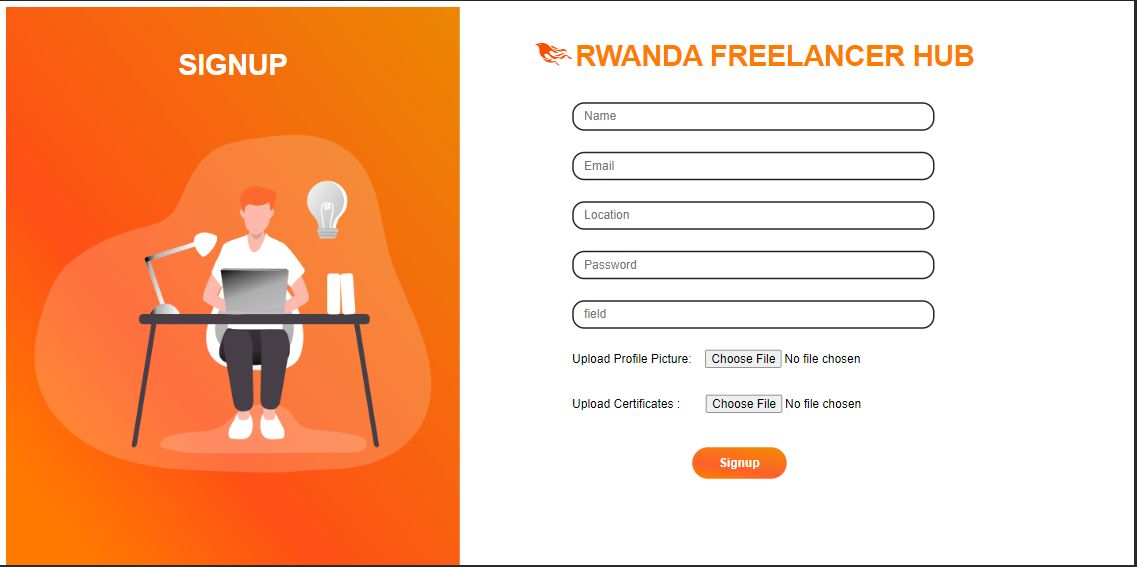 SIGNUP
RWANDA FREELANCER HUB
Name
Email
Location
Password
field
Upload Profile Picture: Choose File No file chosen
Upload Certificates : Choose File No file chosen
Signup